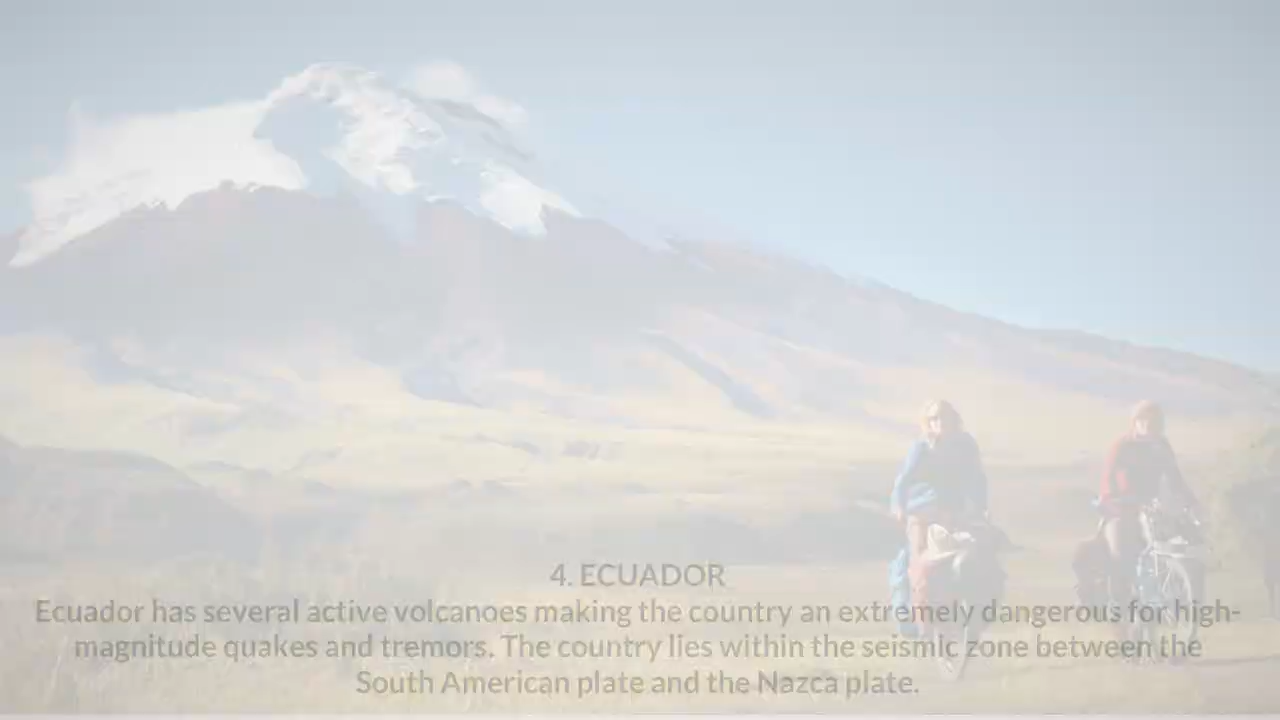 4. ECUADOR
Ecuador has several active volcanoes making the country an extremely dangerous for high-
magnitude quakes and tremors. The country lies within the seismic zone between the
South American plate and the Nazca plate.